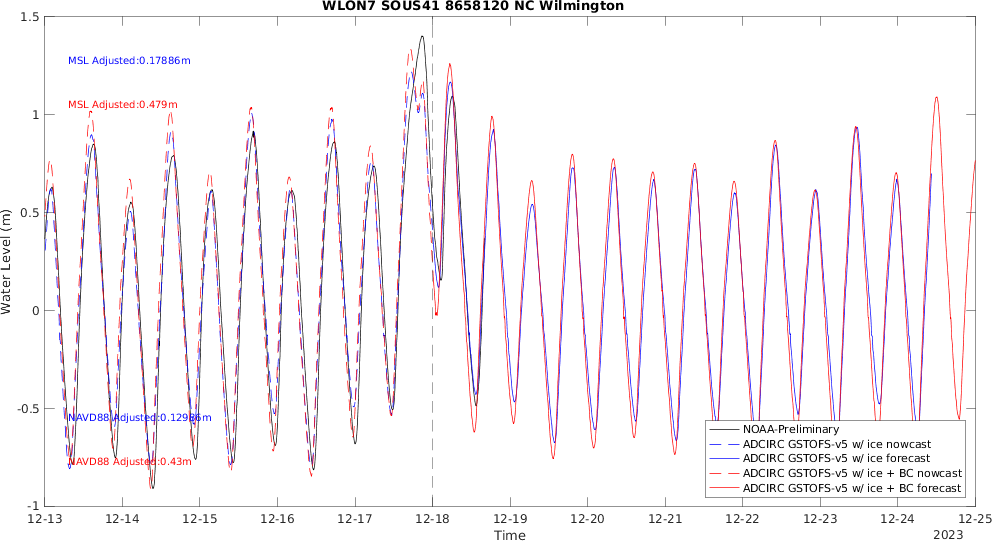 WLON7 SOUS41 8658120 NC Wilmington
1.5
1
0.5
0
-0.5
-1
Water Level (m)
MSL Adjusted:0.17886m
MSL Adjusted:0.479m
NAVD88 Adjusted:0.12986m
NAVD88 Adjusted:0.43m
NOAA-Preliminary
ADCIRC GSTOFS-v5 w/ ice nowcast
ADCIRC GSTOFS-v5 w/ ice forecast
ADCIRC GSTOFS-v5 w/ ice + BC nowcast
ADCIRC GSTOFS-v5 w/ ice + BC forecast
12-13 12-14 12-15 12-16 12-17 12-18 12-19 12-20 12-21 12-22 12-23 12-24 12-25
Time
2023